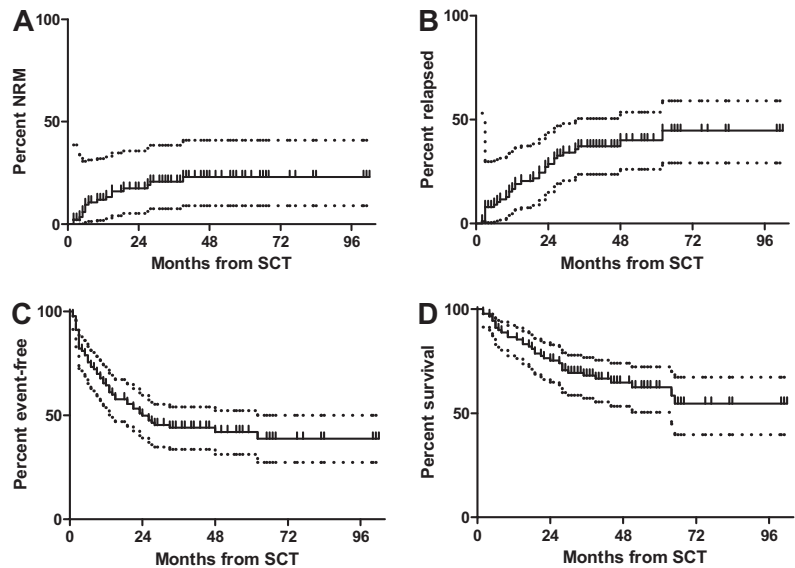 A
100
50
0
Percent NRM
0 24 48 72 96
Months from SCT
B
100
50
0
Percent relapsed
0 24 48 72 96
Months from SCT
C
100
50
0
Percent event-free
0 24 48 72 96
Months from SCT
D
100
50
0
Percent survival
0 24 48 72 96
Months from SCT